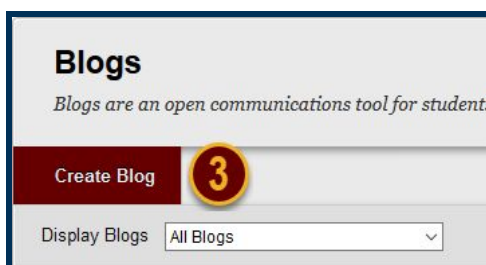 Blogs
Blogs are an open communications tool for student
Create Blog 3
Display Blogs All Blogs